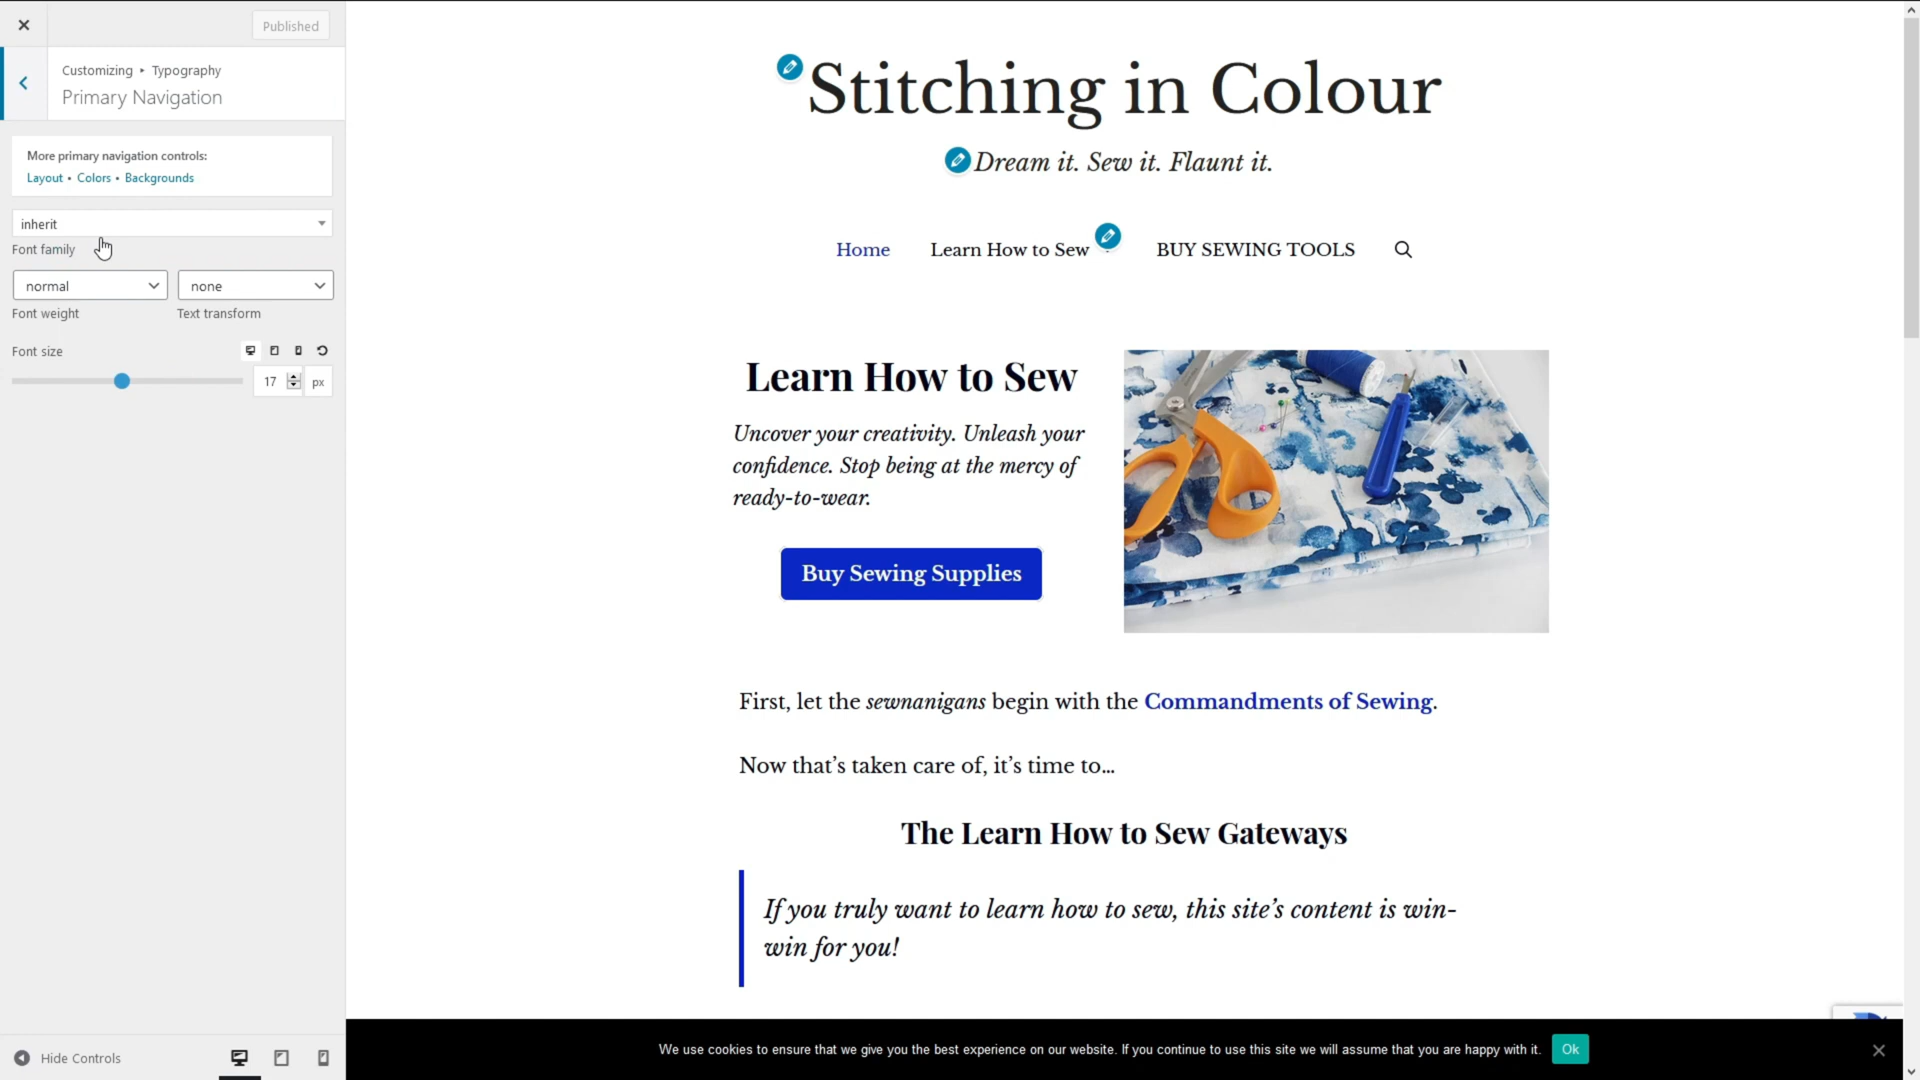 Published
Customizing ▸ Typography
Primary Navigation
More primary navigation controls:
Layout • Colors • Backgrounds
inherit
Font family
normal
none
Font weight
Text transform
Font size
17
px
Hide Controls
Stitching in Colour
Dream it. Sew it. Flaunt it.
Home
Learn How to Sew
BUY SEWING TOOLS
Learn How to Sew
Uncover your creativity. Unleash your
confidence. Stop being at the mercy of
ready-to-wear.
Buy Sewing Supplies
First, let the sewnanigans begin with the Commandments of Sewing.
Now that’s taken care of, it’s time to…
The Learn How to Sew Gateways
If you truly want to learn how to sew, this site’s content is win-
win for you!
We use cookies to ensure that we give you the best experience on our website. If you continue to use this site we will assume that you are happy with it.
Ok